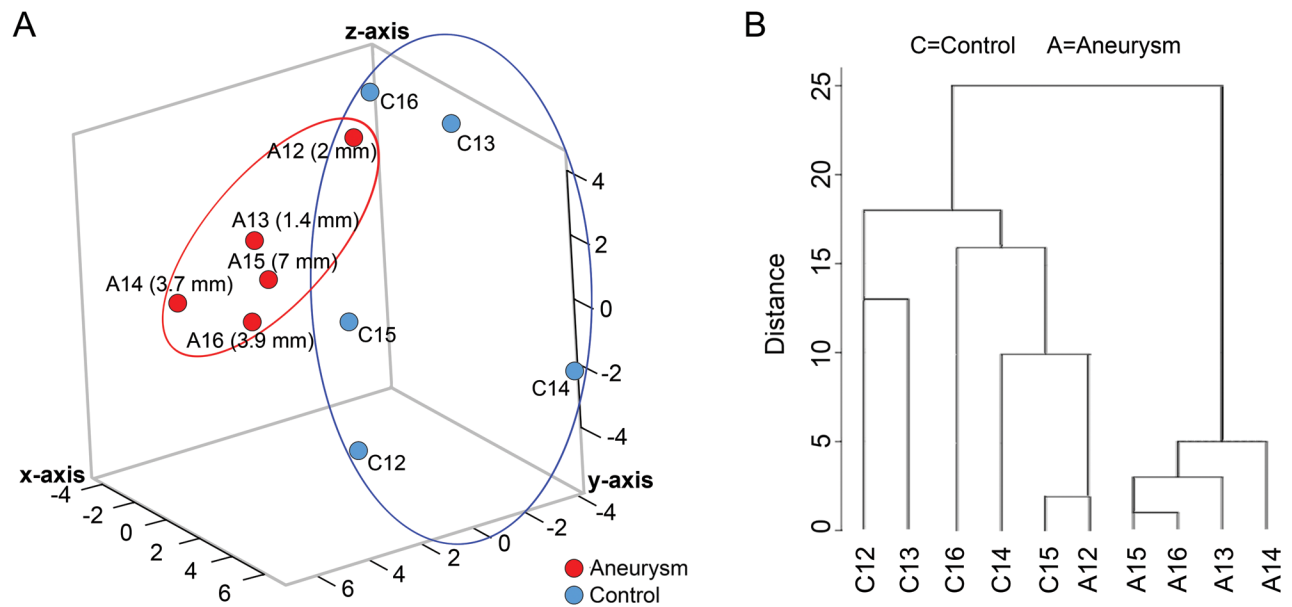 A
z-axis
C16
C13
A12 (2 mm)
4
A13 (1.4 mm)
2
A15 (7 mm)
A14 (3.7 mm)
0
C15
A16 (3.9 mm)
-2
C14
-4
C12
x-axis
y-axis
-4
-2
0
2
4
6
-4
-2
0
2
4
6
Aneurysm
Control
B
C=Control A=Aneurysm
Distance
25
20
15
10
5
0
C12
C13
C16
C14
C15
A12
A15
A16
A13
A14